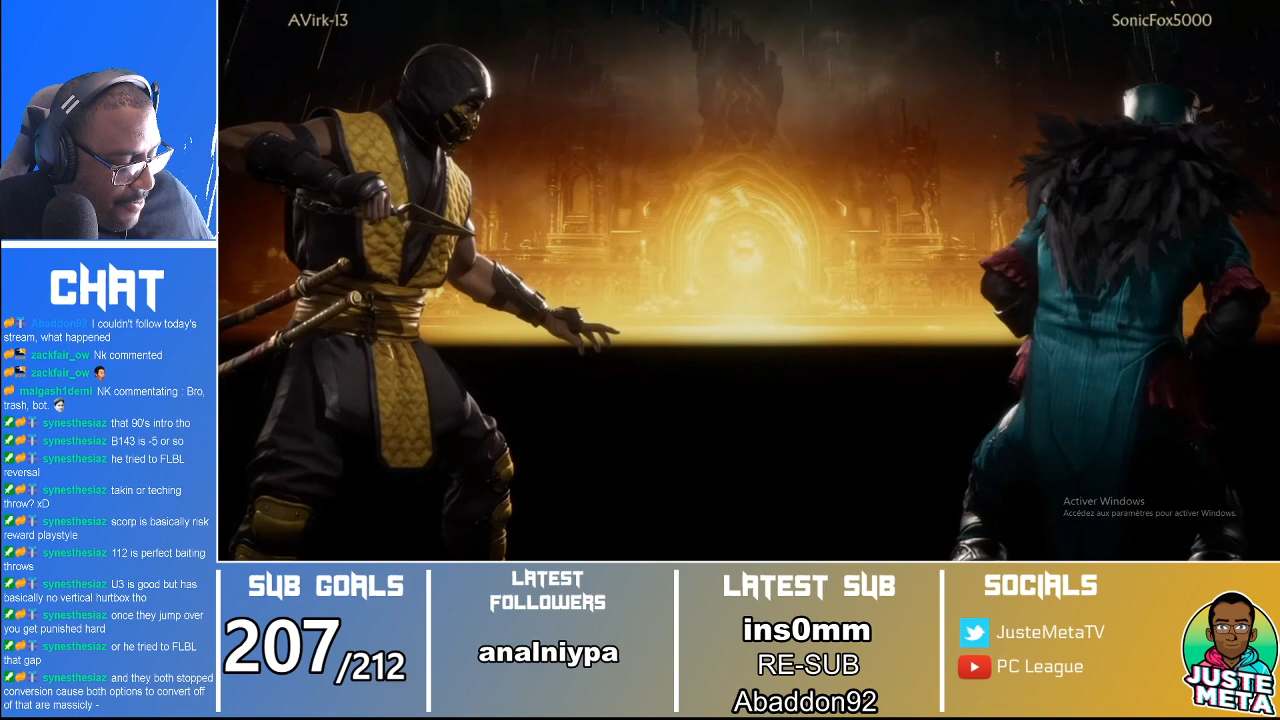 AVirk-13
SonicFox5000
CHAT
Abaddon92 I couldn't follow today's
stream, what happened
zackfair_ow Nk commented
zackfair_ow
malgash1demi NK commentating : Bro,
trash, bot.
synesthesiaz that 90's intro tho
synesthesiaz B143 is -5 or so
synesthesiaz he tried to FLBL
reversal
synesthesiaz takin or teching
throw? xD
synesthesiaz scorp is basically risk
reward playstyle
synesthesiaz 112 is perfect baiting
throws
synesthesiaz U3 is good but has
basically no vertical hurtbox tho
synesthesiaz once they jump over
you get punished hard
synesthesiaz or he tried to FLBL
that gap
synesthesiaz and they both stopped
conversion cause both options to convert off
of that are massicly -
Activer Windows
Accédez aux paramètres pour activer Windows.
SUB GOALS
207/212
LATEST
FOLLOWERS
analniypa
LATEST SUB
ins0mm
RE-SUB
Abaddon92
SOCIALS
JusteMetaTV
PC League
JUSTE
META